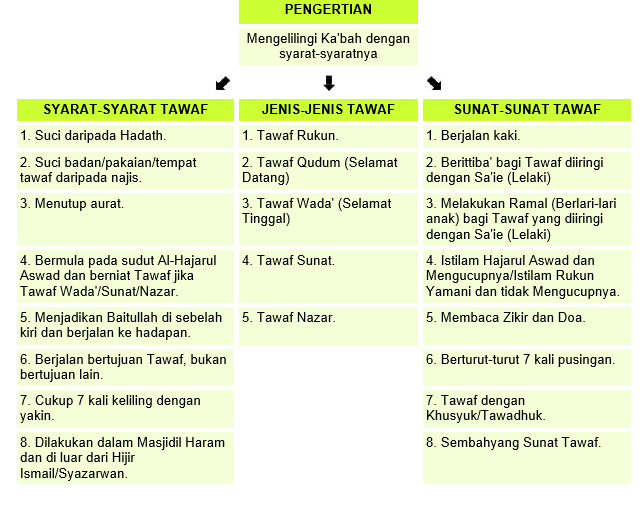 PENGERTIAN
Mengelilingi Ka'bah dengan
syarat-syaratnya
SYARAT-SYARAT TAWAF
1. Suci daripada Hadath.
2. Suci badan/pakaian/tempat
tawaf daripada najis.
3. Menutup aurat.
4. Bermula pada sudut Al-Hajarul
Aswad dan berniat Tawaf jika
Tawaf Wada'/Sunat/Nazar.
5. Menjadikan Baitullah di sebelah
kiri dan berjalan ke hadapan.
6. Berjalan bertujuan Tawaf, bukan
bertujuan lain.
7. Cukup 7 kali keliling dengan
yakin.
8. Dilakukan dalam Masjidil Haram
dan di luar dari Hijir
Ismail/Syazarwan.
JENIS-JENIS TAWAF
1. Tawaf Rukun.
2. Tawaf Qudum (Selamat
Datang)
3. Tawaf Wada' (Selamat
Tinggal)
4. Tawaf Sunat.
5. Tawaf Nazar.
SUNAT-SUNAT TAWAF
1. Berjalan kaki.
2. Berittiba' bagi Tawaf diiringi
dengan Sa'ie (Lelaki)
3. Melakukan Ramal (Berlari-lari
anak) bagi Tawaf yang diiringi
dengan Sa'ie (Lelaki)
4. Istilam Hajarul Aswad dan
Mengucupnya/Istilam Rukun
Yamani dan tidak Mengucupnya.
5. Membaca Zikir dan Doa.
6. Berturut-turut 7 kali pusingan.
7. Tawaf dengan
Khusyuk/Tawadhuk.
8. Sembahyang Sunat Tawaf.